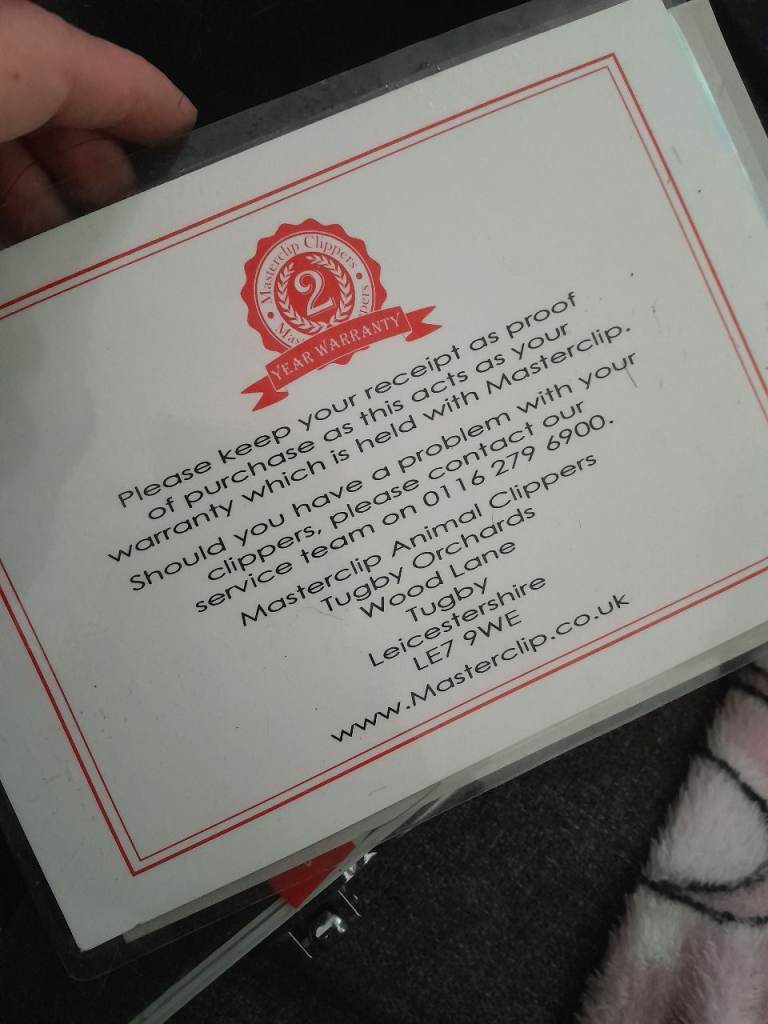 Masterclip Clippers
2
YEAR WARRANTY
Please keep your receipt as proof
of purchase as this acts as your
warranty which is held with Masterclip.
Should you have a problem with your
clippers, please contact our
service team on 0116 279 6900.
Masterclip Animal Clippers
Tugby Orchards
Wood Lane
Tugby
Leicestershire
LE7 9WE
www.Masterclip.co.uk